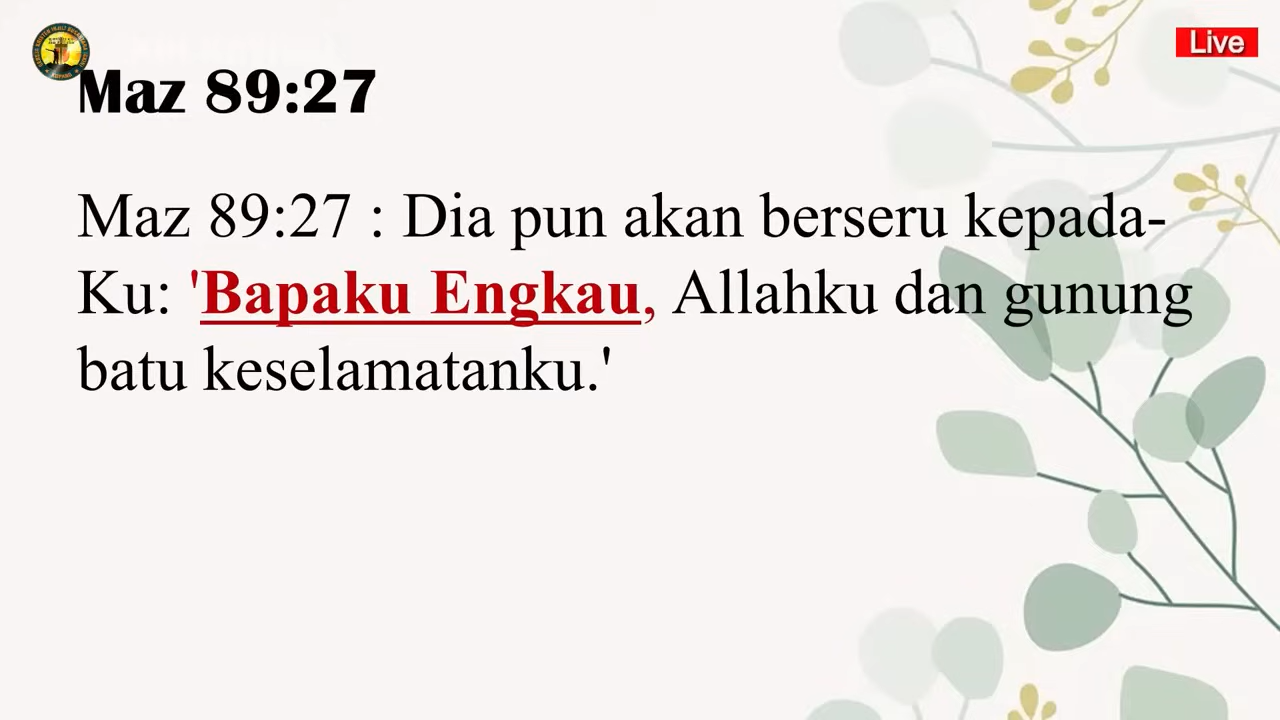 Live
Maz 89:27
Maz 89:27 : Dia pun akan berseru kepada-
Ku: 'Bapaku Engkau, Allahku dan gunung
batu keselamatanku.'